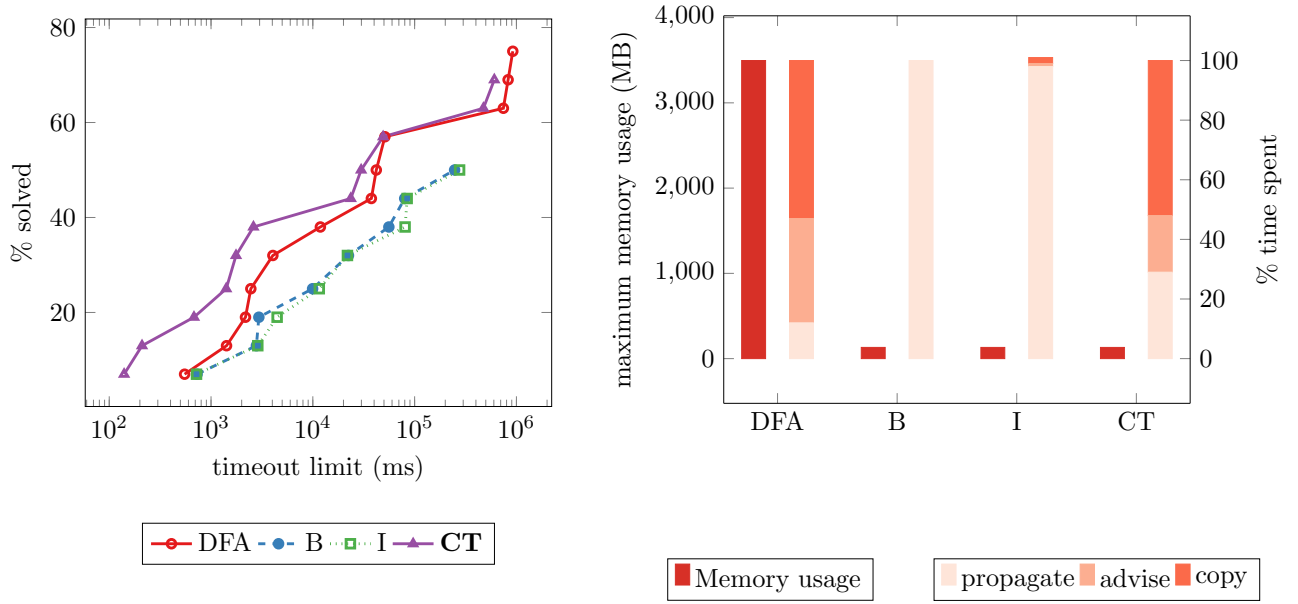 80
60
40
20
% solved
10^2 10^3 10^4 10^5 10^6
timeout limit (ms)
DFA B I CT
4,000
3,000
2,000
1,000
0
maximum memory usage (MB)
100
80
60
40
20
0
% time spent
DFA B I CT
Memory usage
propagate advise copy